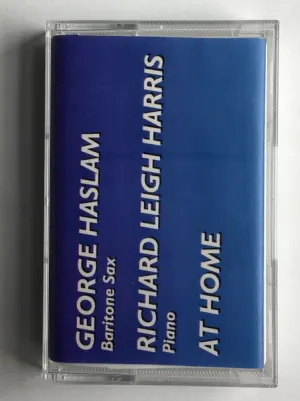 GEORGE HASLAM
Baritone Sax
RICHARD LEIGH HARRIS
Piano
AT HOME